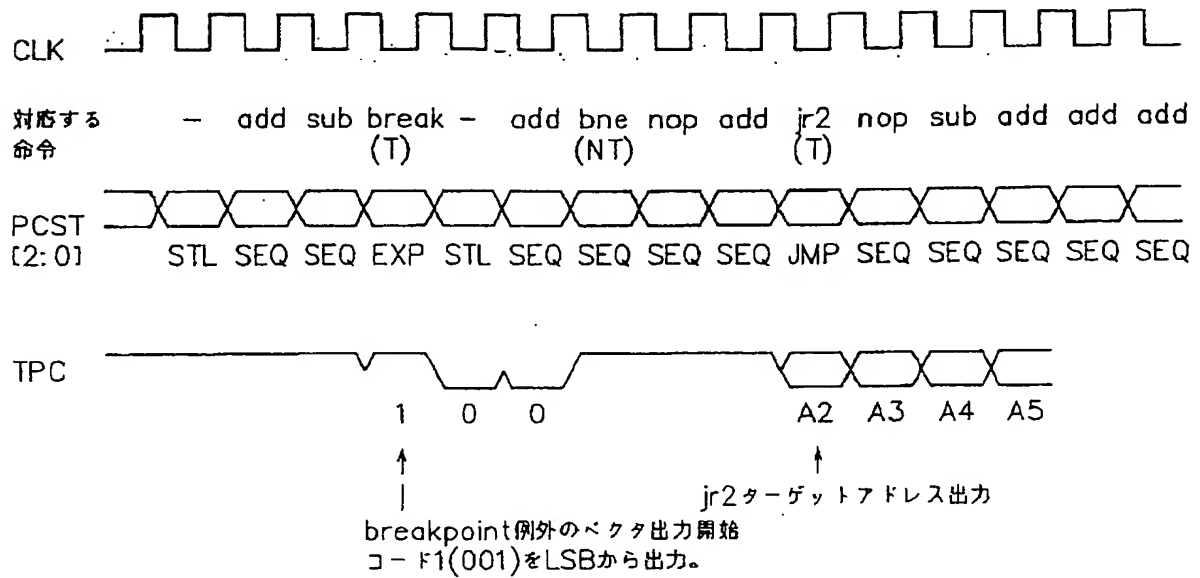 CLK
対応する - add sub break - add bne nop add jr2 nop sub add add add
命令 (T) (NT) (T)
PCST
[2:0] STL SEQ SEQ EXP STL SEQ SEQ SEQ SEQ JMP SEQ SEQ SEQ SEQ SEQ
TPC
1 0 0 A2 A3 A4 A5
jr2ターゲットアドレス出力
breakpoint例外のベクタ出力開始
コード1(001)をLSBから出力。